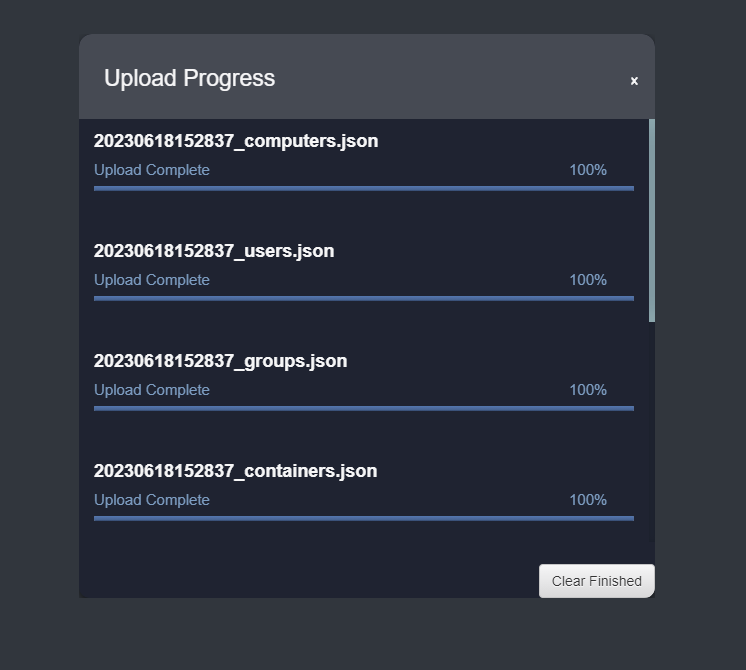 Upload Progress
x
20230618152837_computers.json
Upload Complete 100%
20230618152837_users.json
Upload Complete 100%
20230618152837_groups.json
Upload Complete 100%
20230618152837_containers.json
Upload Complete 100%
Clear Finished